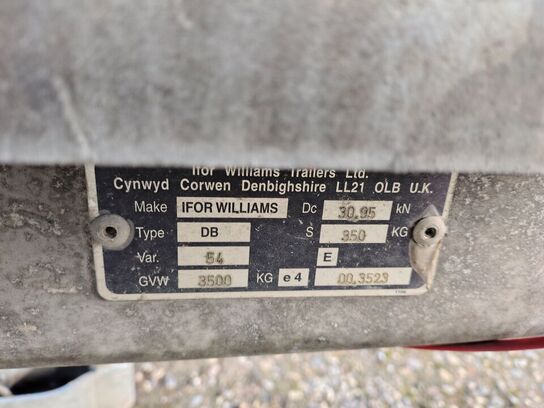 Ifor Williams Trailers Ltd.
Cynwyd Corwen Denbighshire LL21 OLB U.K.
Make IFOR WILLIAMS Dc 30.95 kN
Type DB S 350 KG
Var. 54 E
GVW 3500 KG e4 00.3523